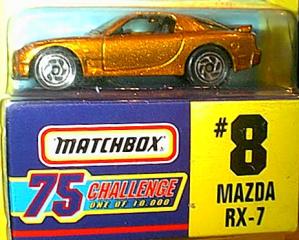 MATCHBOX
75 CHALLENGE
ONE OF 10,000
#8
MAZDA
RX-7